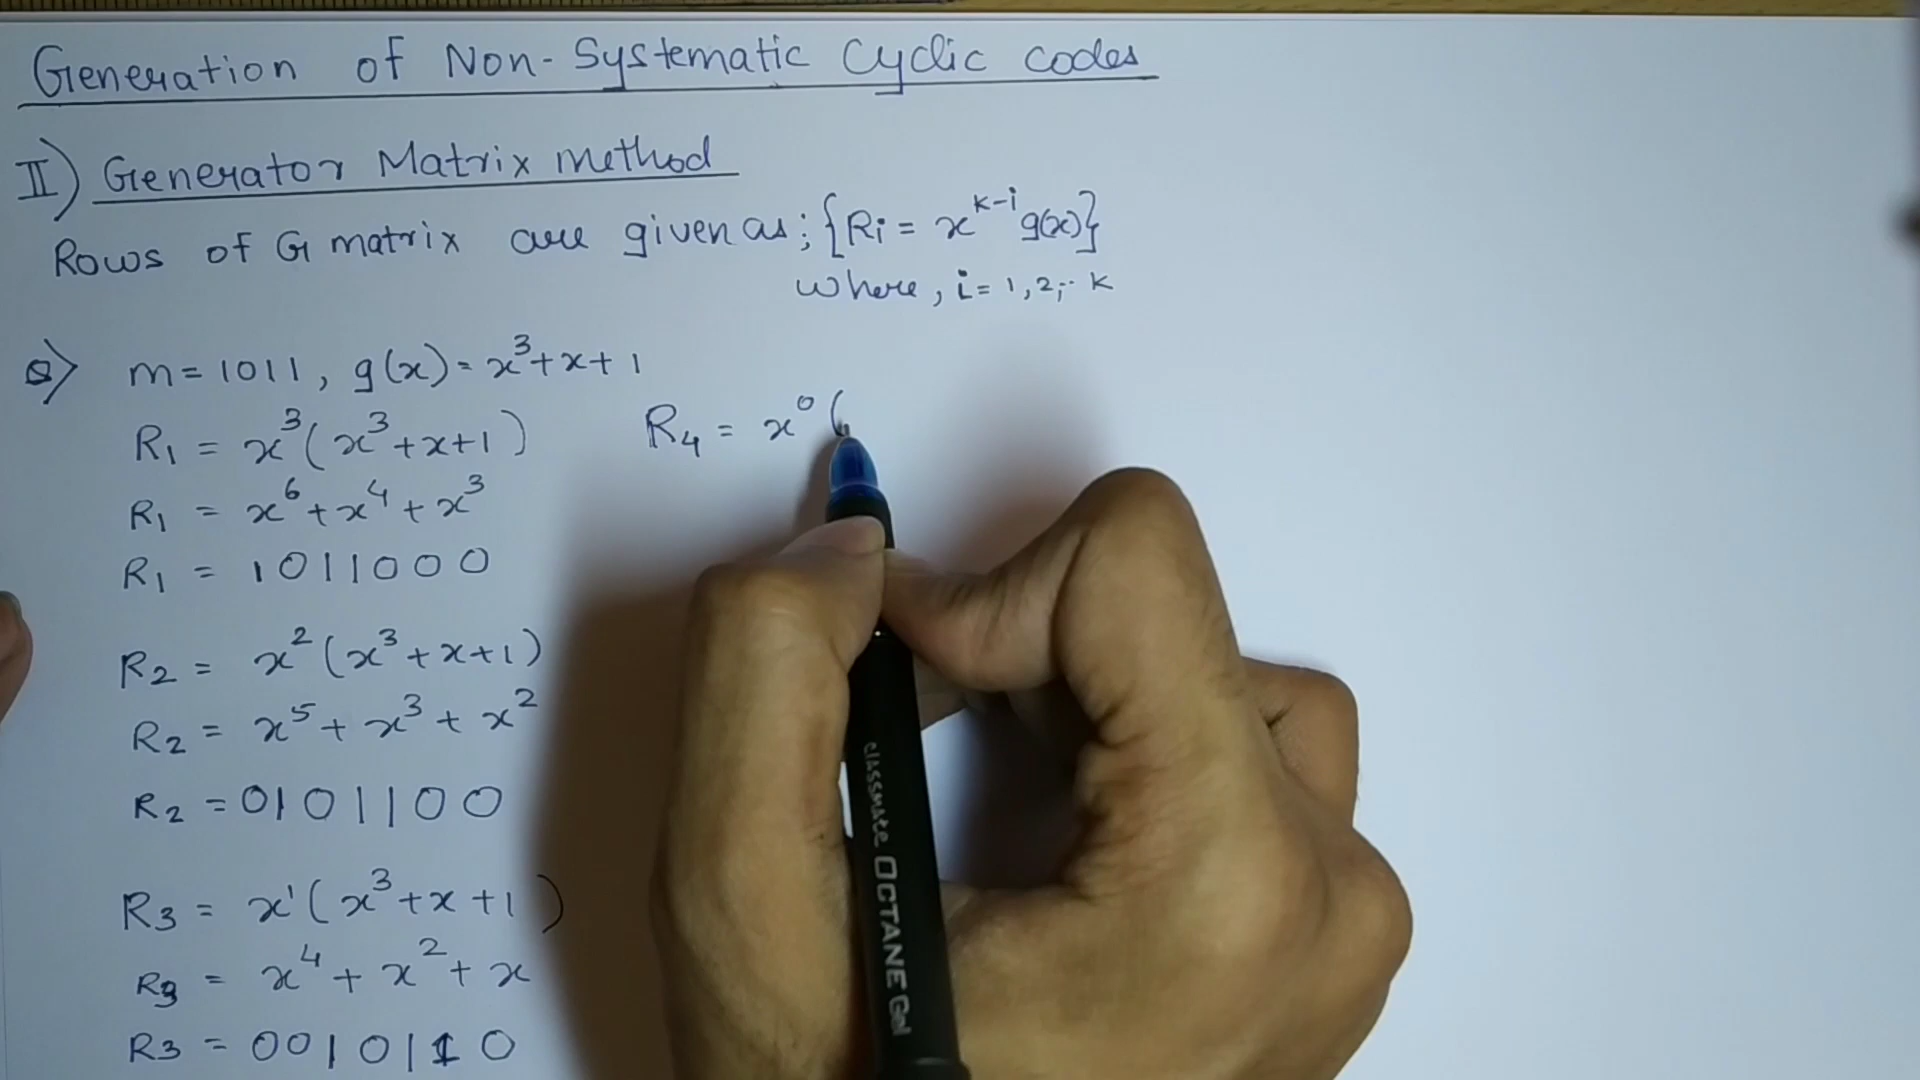 Generation of Non-Systematic Cyclic codes
II) Generator Matrix method
Rows of G matrix are given as; {Ri = x^{k-i} g(x)}
where, i = 1, 2, .. k
Q) m = 1011, g(x) = x³ + x + 1
R₁ = x³(x³ + x + 1)
R₁ = x⁶ + x⁴ + x³
R₁ = 1011000
R₂ = x²(x³ + x + 1)
R₂ = x⁵ + x³ + x²
R₂ = 0101100
R₃ = x¹(x³ + x + 1)
R₃ = x⁴ + x² + x
R₃ = 0010110
R₄ = x⁰(
classmate OCTANE Gel